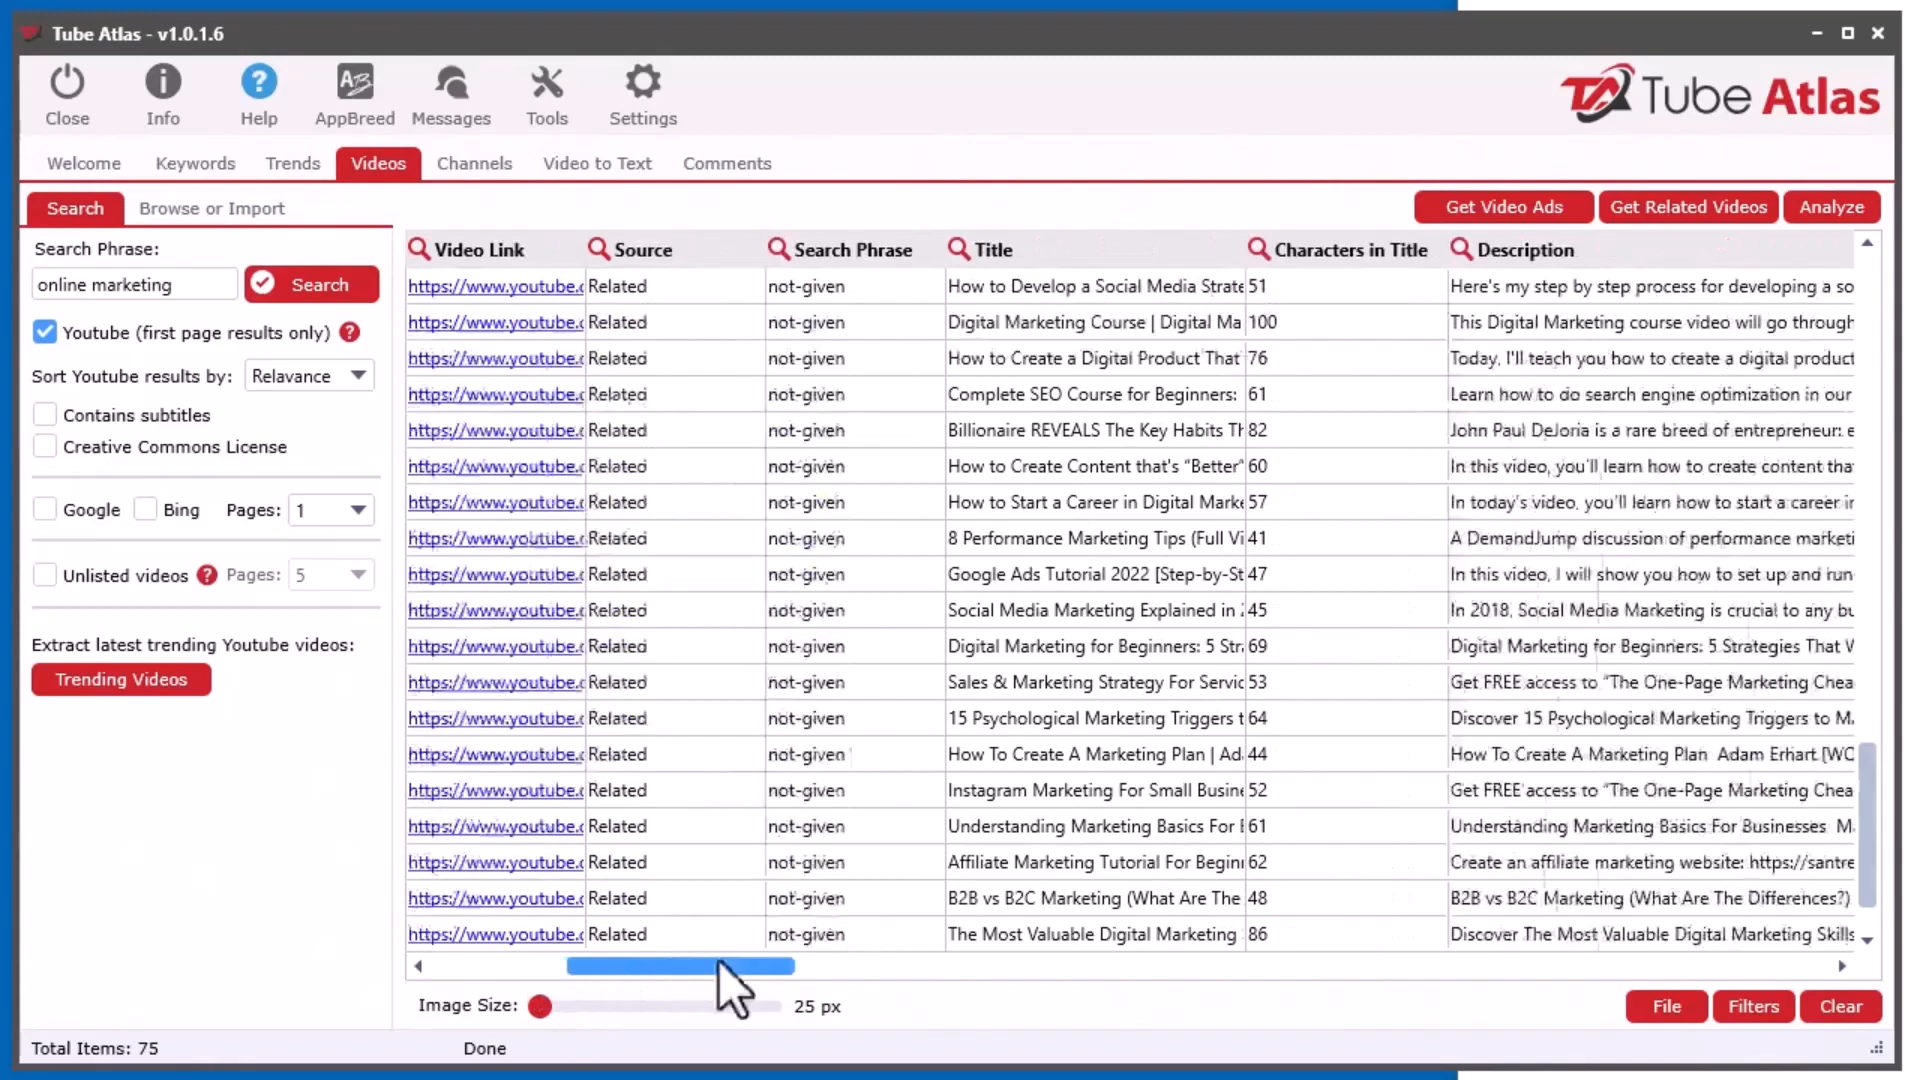 Tube Atlas - v1.0.1.6
Close Info Help AppBreed Messages Tools Settings
Tube Atlas
Welcome Keywords Trends Videos Channels Video to Text Comments
Search Browse or Import Get Video Ads Get Related Videos Analyze
Search Phrase:
online marketing Search
Youtube (first page results only) ?
Sort Youtube results by: Relavance
Contains subtitles
Creative Commons License
Google Bing Pages: 1
Unlisted videos ? Pages: 5
Extract latest trending Youtube videos:
Trending Videos
Video Link Source Search Phrase Title Characters in Title Description
https://www.youtube.c Related not-given How to Develop a Social Media Strate 51 Here's my step by step process for developing a so
https://www.youtube.c Related not-given Digital Marketing Course | Digital Ma 100 This Digital Marketing course video will go through
https://www.youtube.c Related not-given How to Create a Digital Product That 76 Today, I'll teach you how to create a digital product
https://www.youtube.c Related not-given Complete SEO Course for Beginners: 61 Learn how to do search engine optimization in our
https://www.youtube.c Related not-given Billionaire REVEALS The Key Habits Th 82 John Paul DeJoria is a rare breed of entrepreneur: e
https://www.youtube.c Related not-given How to Create Content that's “Better” 60 In this video, you'll learn how to create content tha
https://www.youtube.c Related not-given How to Start a Career in Digital Marke 57 In today's video, you'll learn how to start a career ir
https://www.youtube.c Related not-given 8 Performance Marketing Tips (Full Vi 41 A DemandJump discussion of performance marketi
https://www.youtube.c Related not-given Google Ads Tutorial 2022 [Step-by-St 47 In this video, I will show you how to set up and run
https://www.youtube.c Related not-given Social Media Marketing Explained in 45 In 2018, Social Media Marketing is crucial to any bu
https://www.youtube.c Related not-given Digital Marketing for Beginners: 5 Str 69 Digital Marketing for Beginners: 5 Strategies That W
https://www.youtube.c Related not-given Sales & Marketing Strategy For Servic 53 Get FREE access to “The One-Page Marketing Chea
https://www.youtube.c Related not-given 15 Psychological Marketing Triggers t 64 Discover 15 Psychological Marketing Triggers to M
https://www.youtube.c Related not-given How To Create A Marketing Plan | Ad 44 How To Create A Marketing Plan Adam Erhart [WC
https://www.youtube.c Related not-given Instagram Marketing For Small Busine 52 Get FREE access to “The One-Page Marketing Chea
https://www.youtube.c Related not-given Understanding Marketing Basics For 61 Understanding Marketing Basics For Businesses M
https://www.youtube.c Related not-given Affiliate Marketing Tutorial For Begin 62 Create an affiliate marketing website: https://santre
https://www.youtube.c Related not-given B2B vs B2C Marketing (What Are The 48 B2B vs B2C Marketing (What Are The Differences?)
https://www.youtube.c Related not-given The Most Valuable Digital Marketing 86 Discover The Most Valuable Digital Marketing Skills
Image Size: 25 px File Filters Clear
Total Items: 75 Done